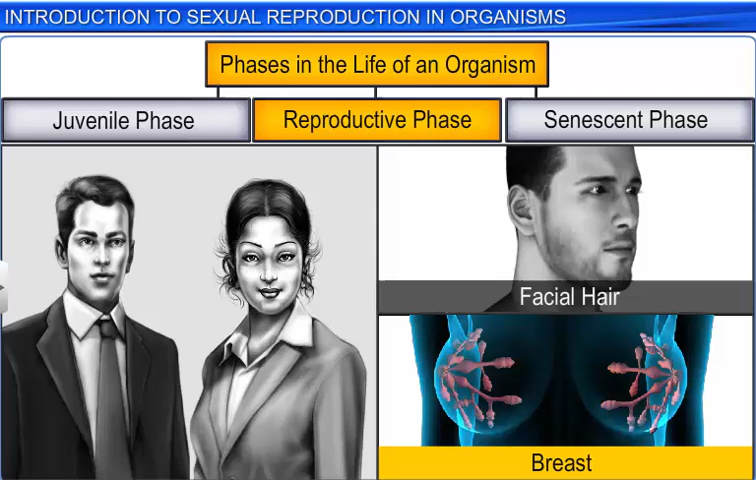 INTRODUCTION TO SEXUAL REPRODUCTION IN ORGANISMS
Phases in the Life of an Organism
Juvenile Phase
Reproductive Phase
Senescent Phase
Facial Hair
Breast